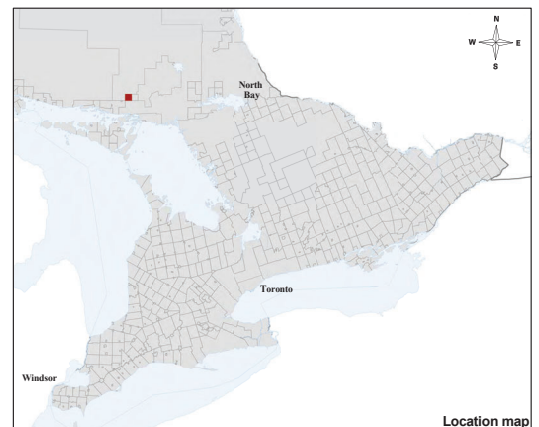 N
W E
S
North
Bay
Toronto
Windsor
Location map